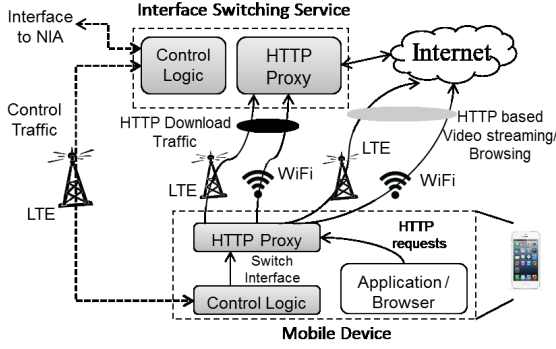 Interface Switching Service
Interface
to NIA
Control
Logic
HTTP
Proxy
Internet
Control
Traffic
HTTP Download
Traffic
HTTP based
Video streaming/
Browsing
LTE
WiFi
LTE
WiFi
LTE
HTTP Proxy
HTTP
requests
Switch
Interface
Control Logic
Application/
Browser
Mobile Device